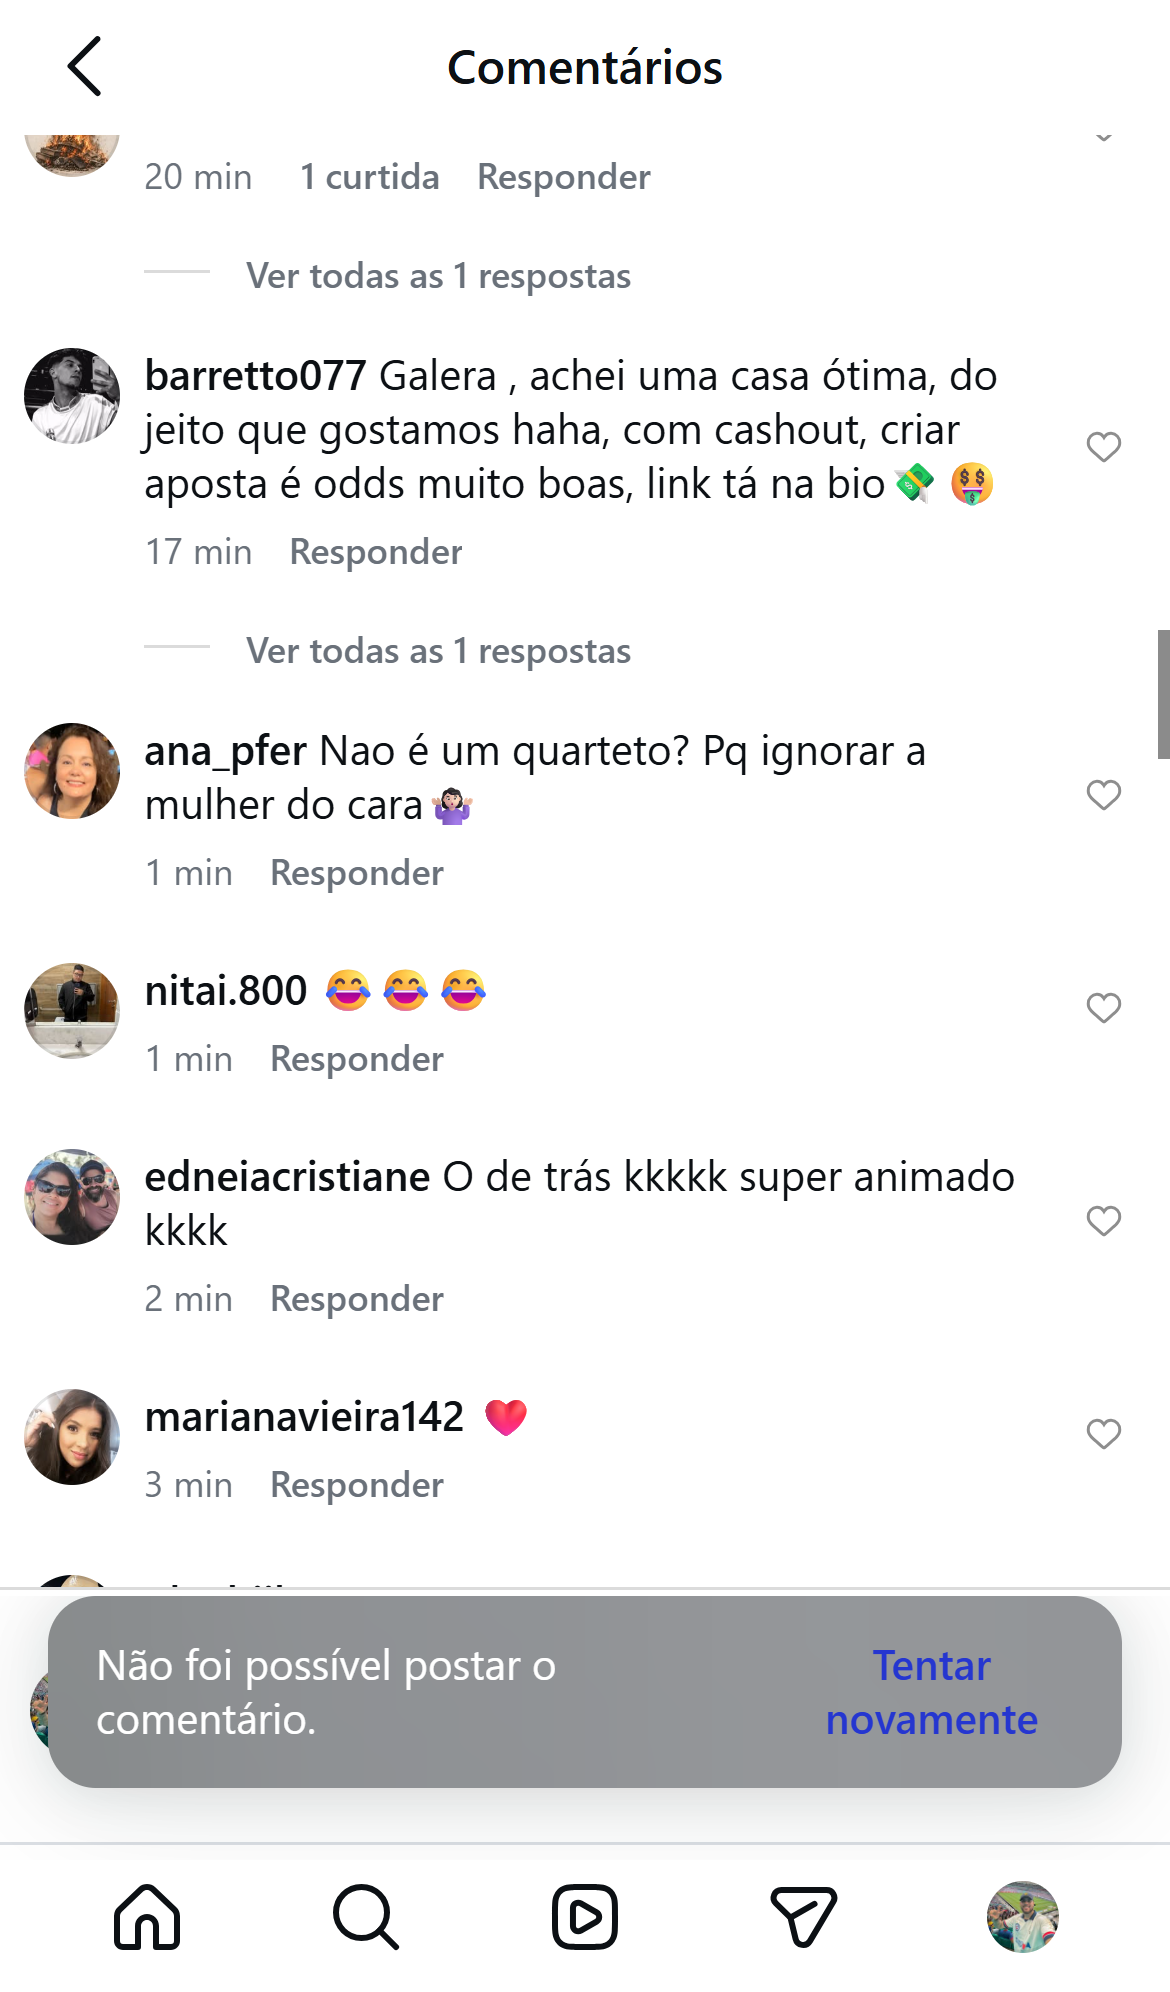 Comentários
20 min 1 curtida Responder
Ver todas as 1 respostas
barretto077 Galera , achei uma casa ótima, do
jeito que gostamos haha, com cashout, criar
aposta é odds muito boas, link tá na bio💸 🤑
17 min Responder
Ver todas as 1 respostas
ana_pfer Nao é um quarteto? Pq ignorar a
mulher do cara🤷🏻‍♀️
1 min Responder
nitai.800 😂 😂 😂
1 min Responder
edneiacristiane O de trás kkkkk super animado
kkkk
2 min Responder
marianavieira142 ❤️
3 min Responder
Não foi possível postar o
comentário.
Tentar
novamente